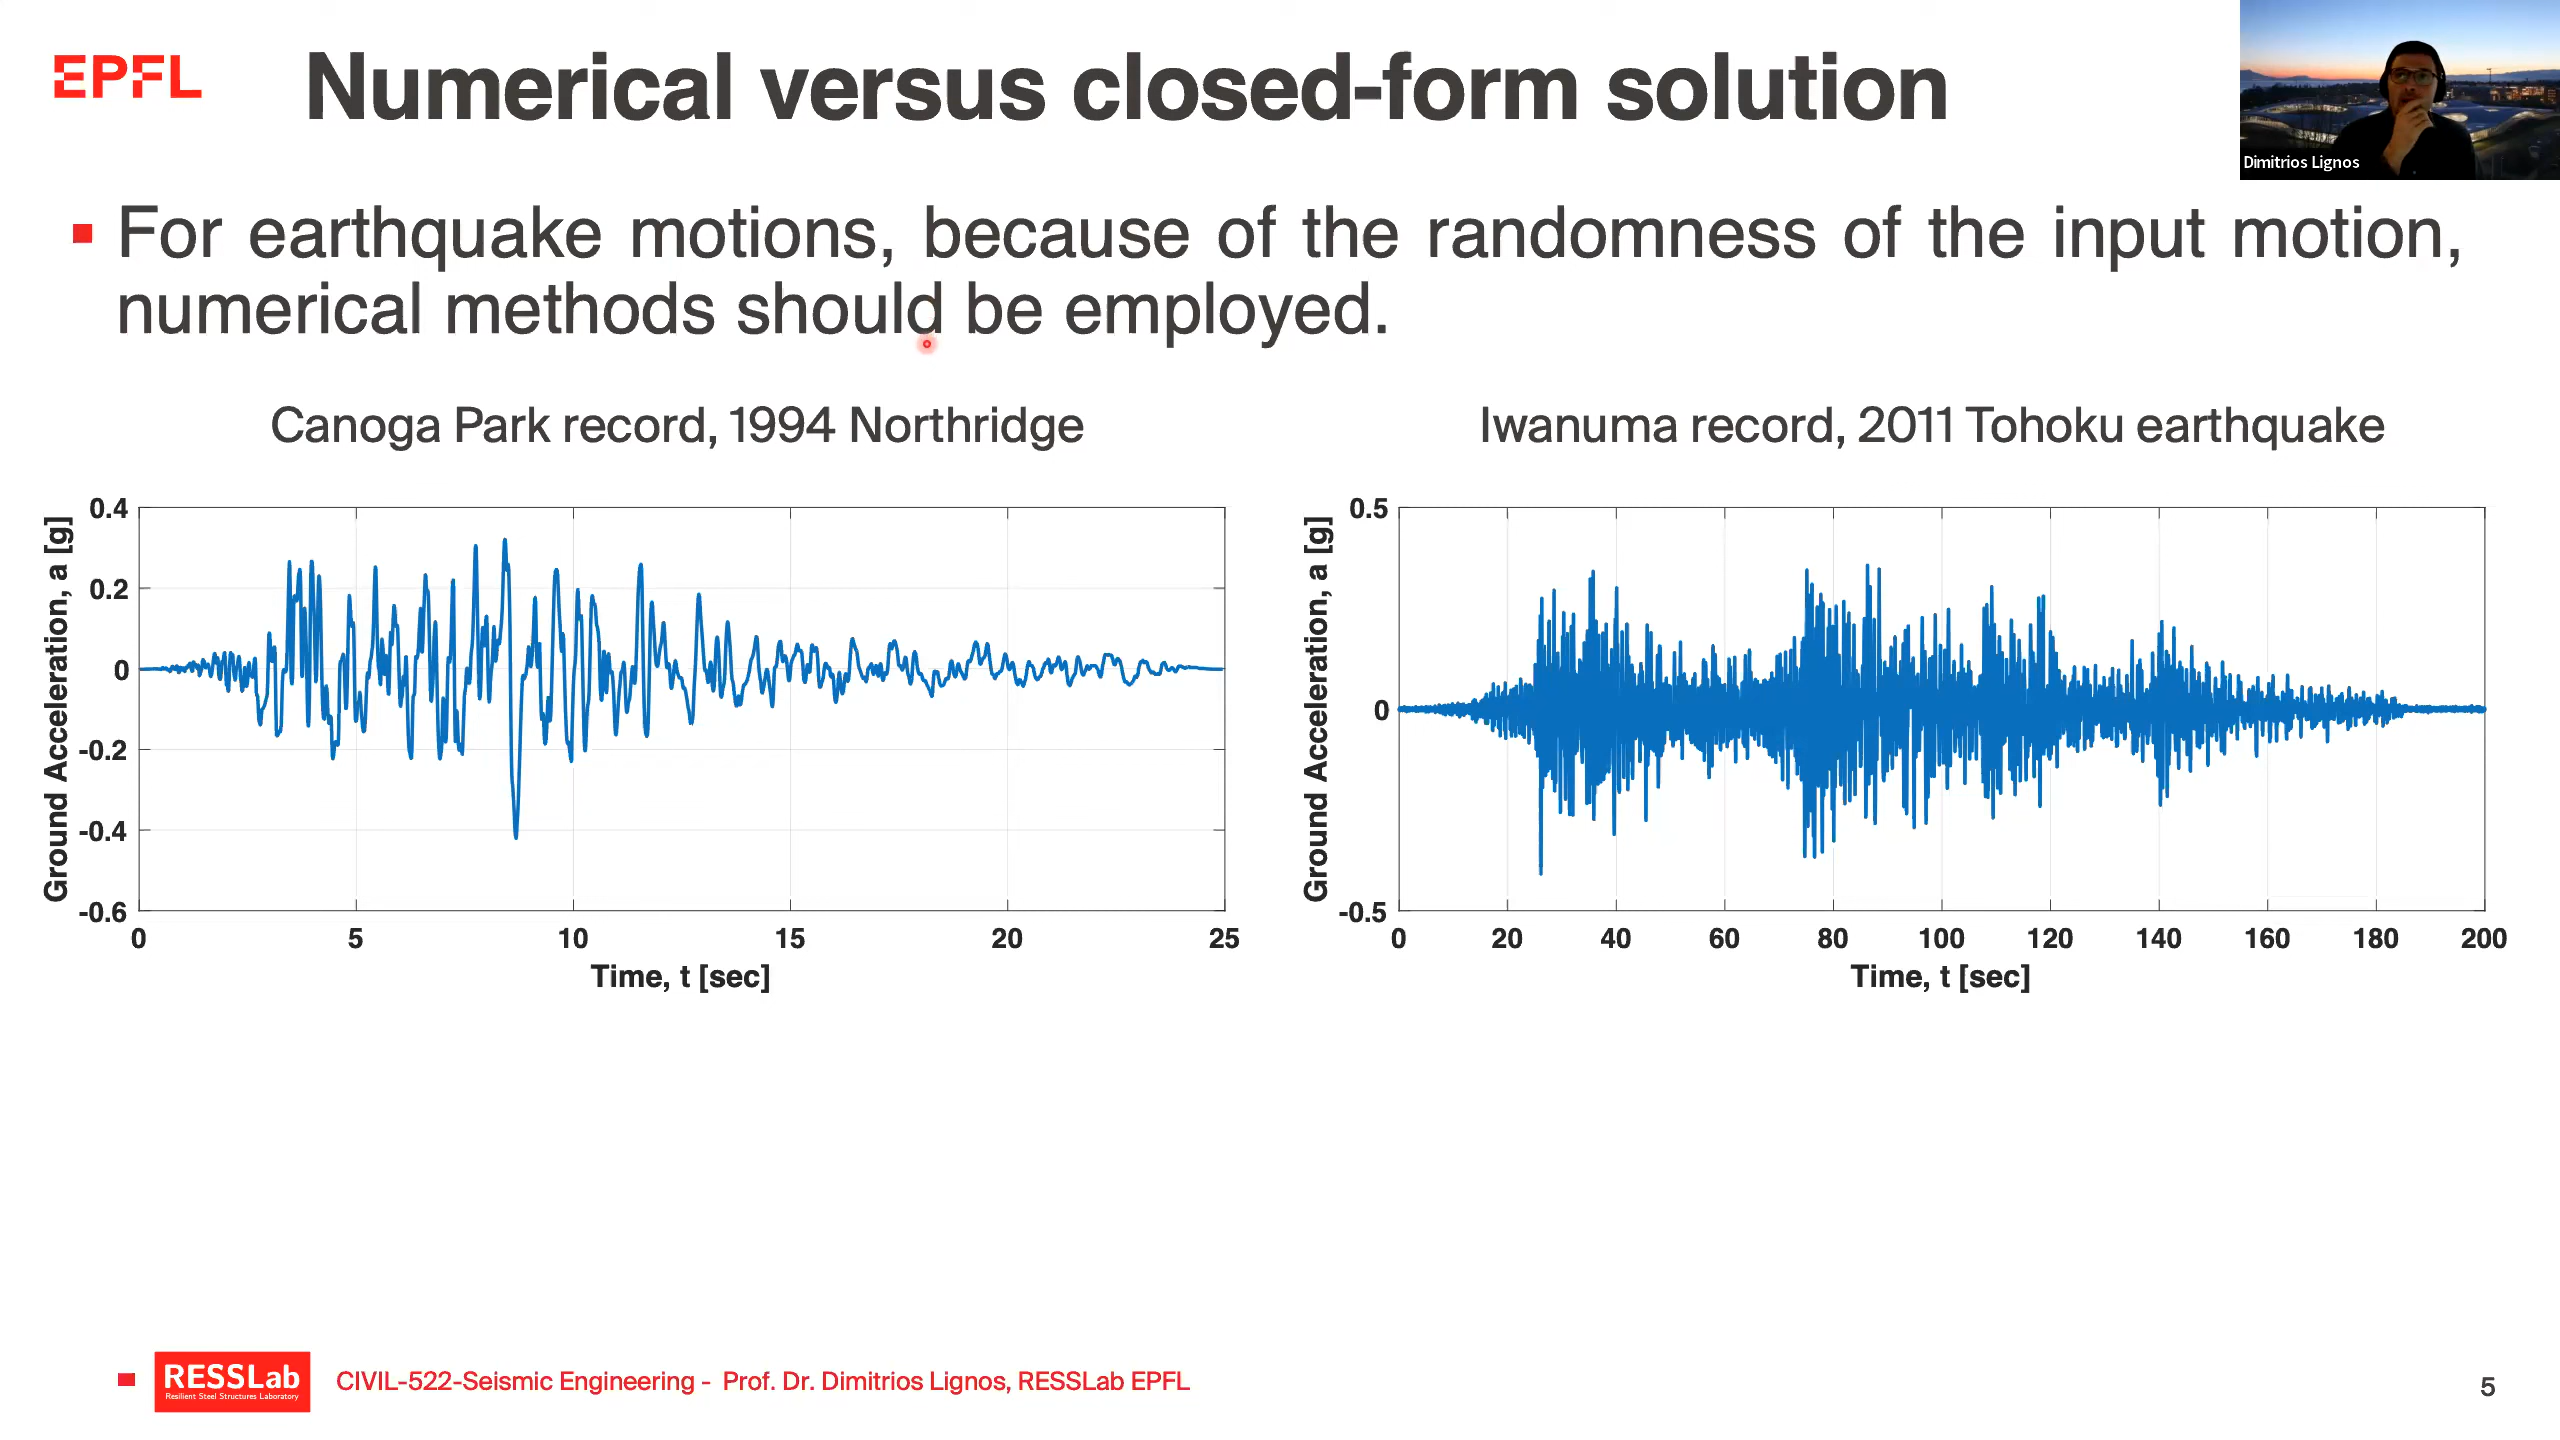 EPFL
Numerical versus closed-form solution
Dimitrios Lignos
For earthquake motions, because of the randomness of the input motion,
numerical methods should be employed.
Canoga Park record, 1994 Northridge
Ground Acceleration, a [g]
0.4
0.2
0
-0.2
-0.4
-0.6
0 5 10 15 20 25
Time, t [sec]
Iwanuma record, 2011 Tohoku earthquake
Ground Acceleration, a [g]
0.5
0
-0.5
0 20 40 60 80 100 120 140 160 180 200
Time, t [sec]
RESSLab
Resilient Steel Structures Laboratory
CIVIL-522-Seismic Engineering - Prof. Dr. Dimitrios Lignos, RESSLab EPFL
5